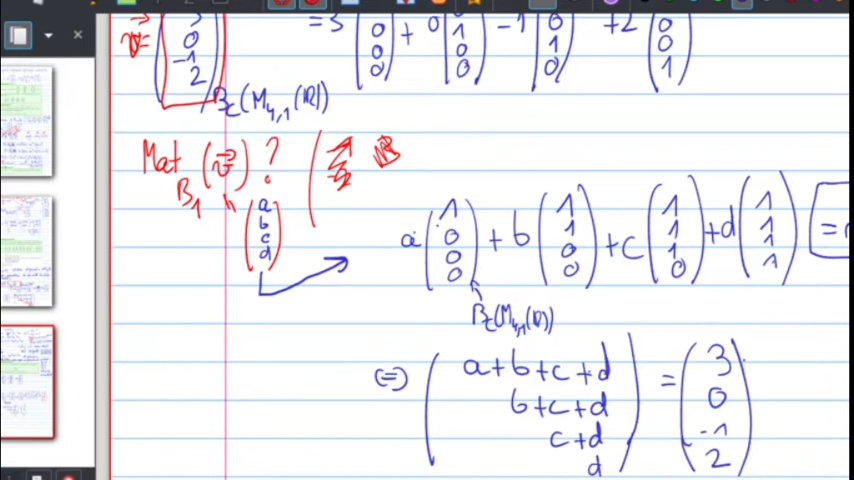 v⃗ = (3 0 -1 2) = 3 (0 0 0) + 0 (0 1 0 0) - 1 (0 1 0) + 2 (0 0 1)
B_c(M_{4,1}(ℝ))
Mat_{B_1} (v⃗) ?
(a b c d)
a (1 0 0 0) + b (1 1 0 0) + c (1 1 1 0) + d (1 1 1 1) =
B_c(M_{4,1}(ℝ))
⇔ (a+b+c+d
b+c+d
c+d
d) = (3 0 -1 2)